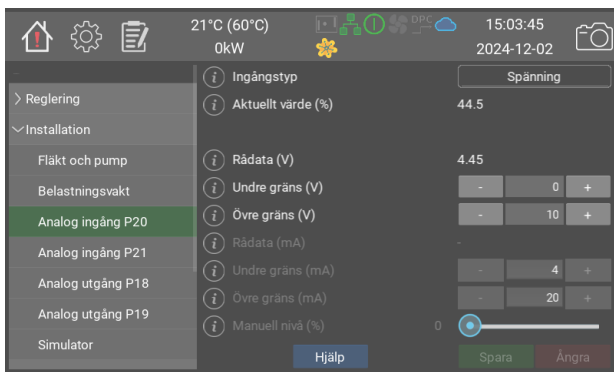 21°C (60°C)
0kW
DPC
15:03:45
2024-12-02
Reglering
Installation
Fläkt och pump
Belastningsvakt
Analog ingång P20
Analog ingång P21
Analog utgång P18
Analog utgång P19
Simulator
Ingångstyp
Spänning
Aktuellt värde (%)
44.5
Rådata (V)
4.45
Undre gräns (V)
- 0 +
Övre gräns (V)
- 10 +
Rådata (mA)
-
Undre gräns (mA)
- 4 +
Övre gräns (mA)
- 20 +
Manuell nivå (%)
0
Hjälp
Spara
Ångra